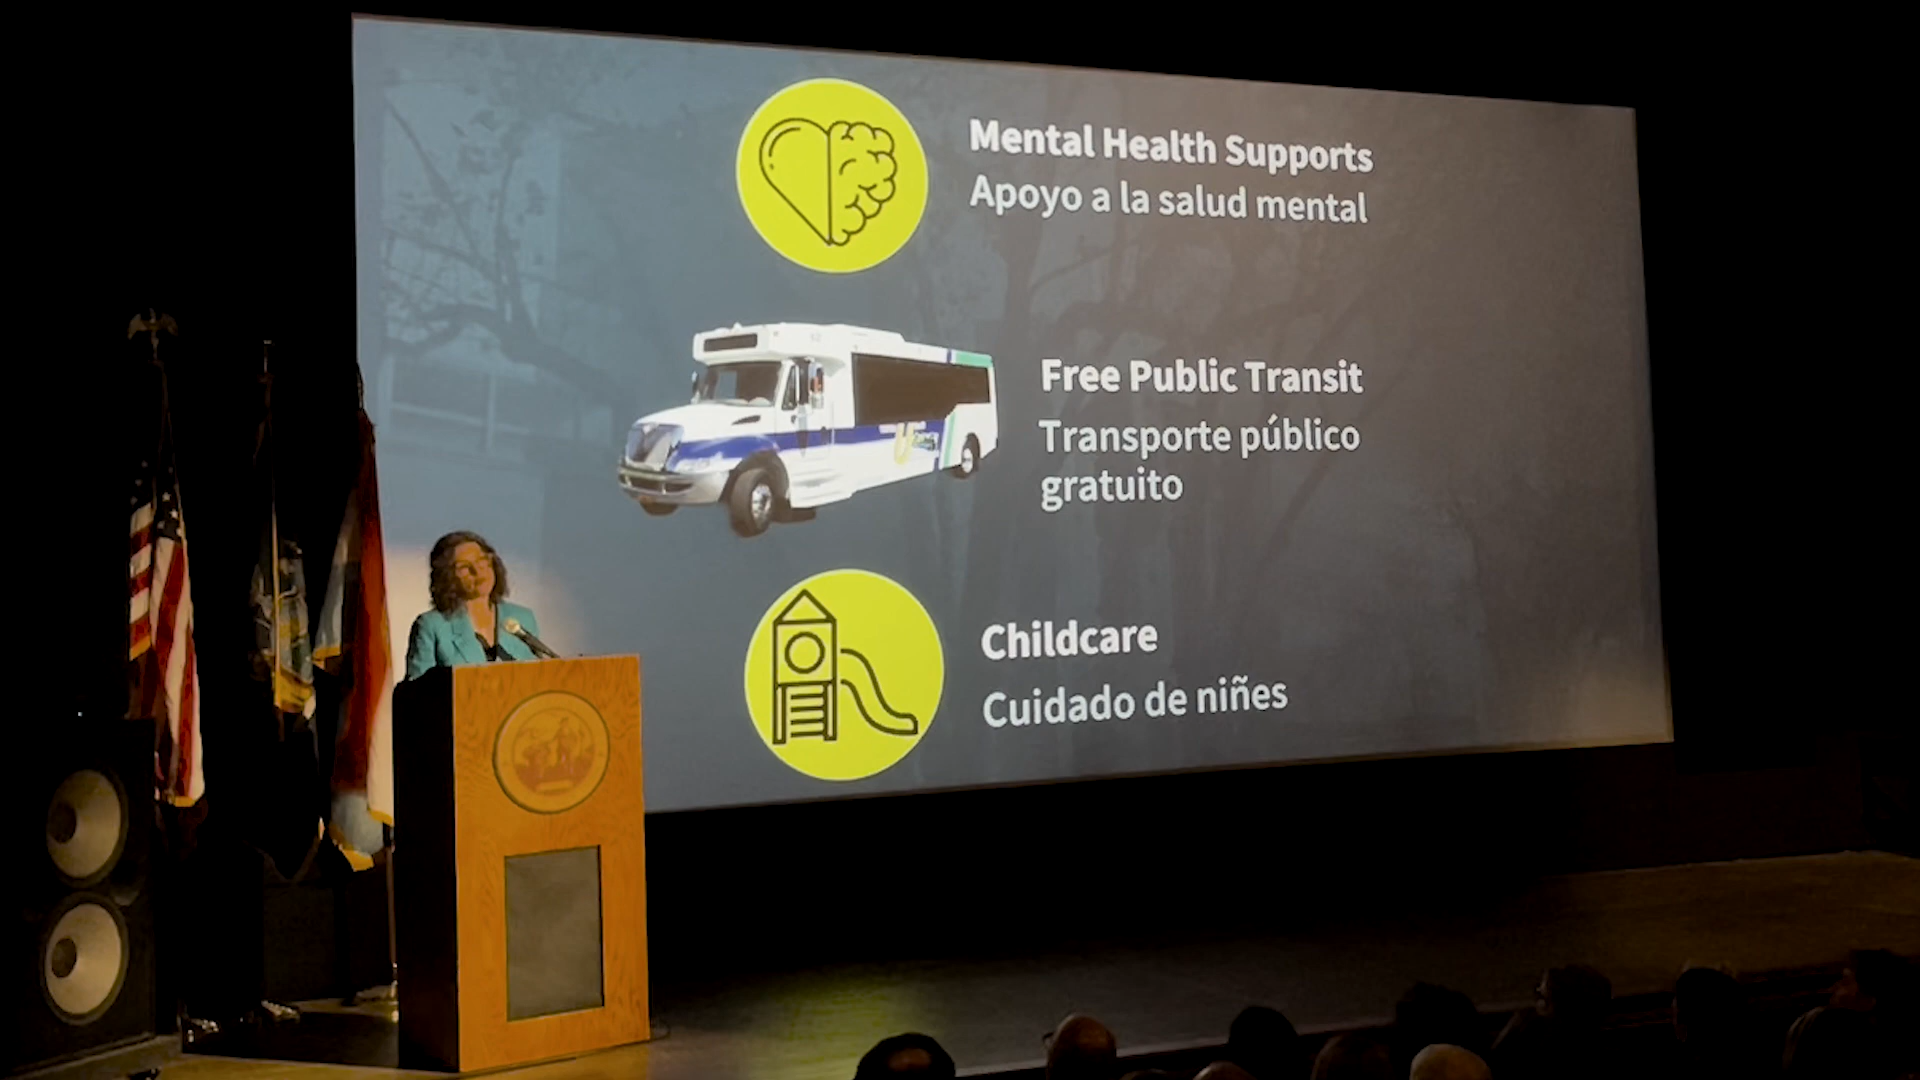 Mental Health Supports
Apoyo a la salud mental
Free Public Transit
Transporte público
gratuito
Childcare
Cuidado de niñes